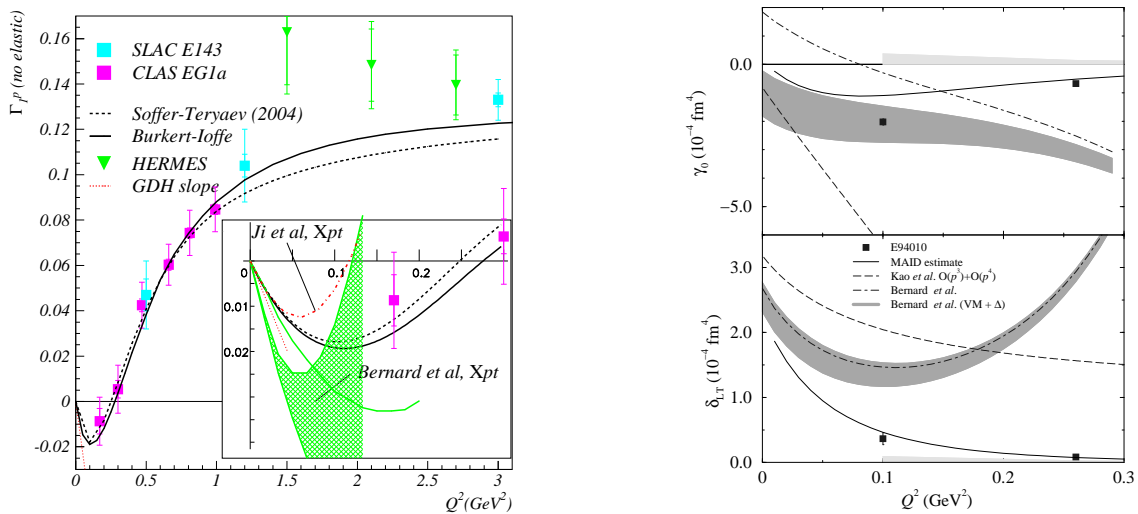 Γ₁ᵖ (no elastic)
0.16
0.14
0.12
0.1
0.08
0.06
0.04
0.02
0
-0.02
SLAC E143
CLAS EG1a
Soffer-Teryaev (2004)
Burkert-Ioffe
HERMES
GDH slope
Ji et al, Xpt
0.1
0.2
0
0.01
0.02
Bernard et al, Xpt
0 0.5 1 1.5 2 2.5 3
Q²(GeV²)
γ₀ (10⁻⁴ fm⁴)
0.0
−5.0
δLT (10⁻⁴ fm⁴)
3.0
2.0
1.0
0.0
E94010
MAID estimate
Kao et al. O(p³)+O(p⁴)
Bernard et al.
Bernard et al. (VM + Δ)
0 0.1 0.2 0.3
Q² (GeV²)